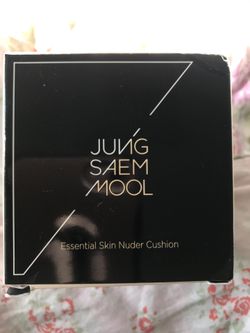 JUNG
SAEM
MOOL
Essential Skin Nuder Cushion